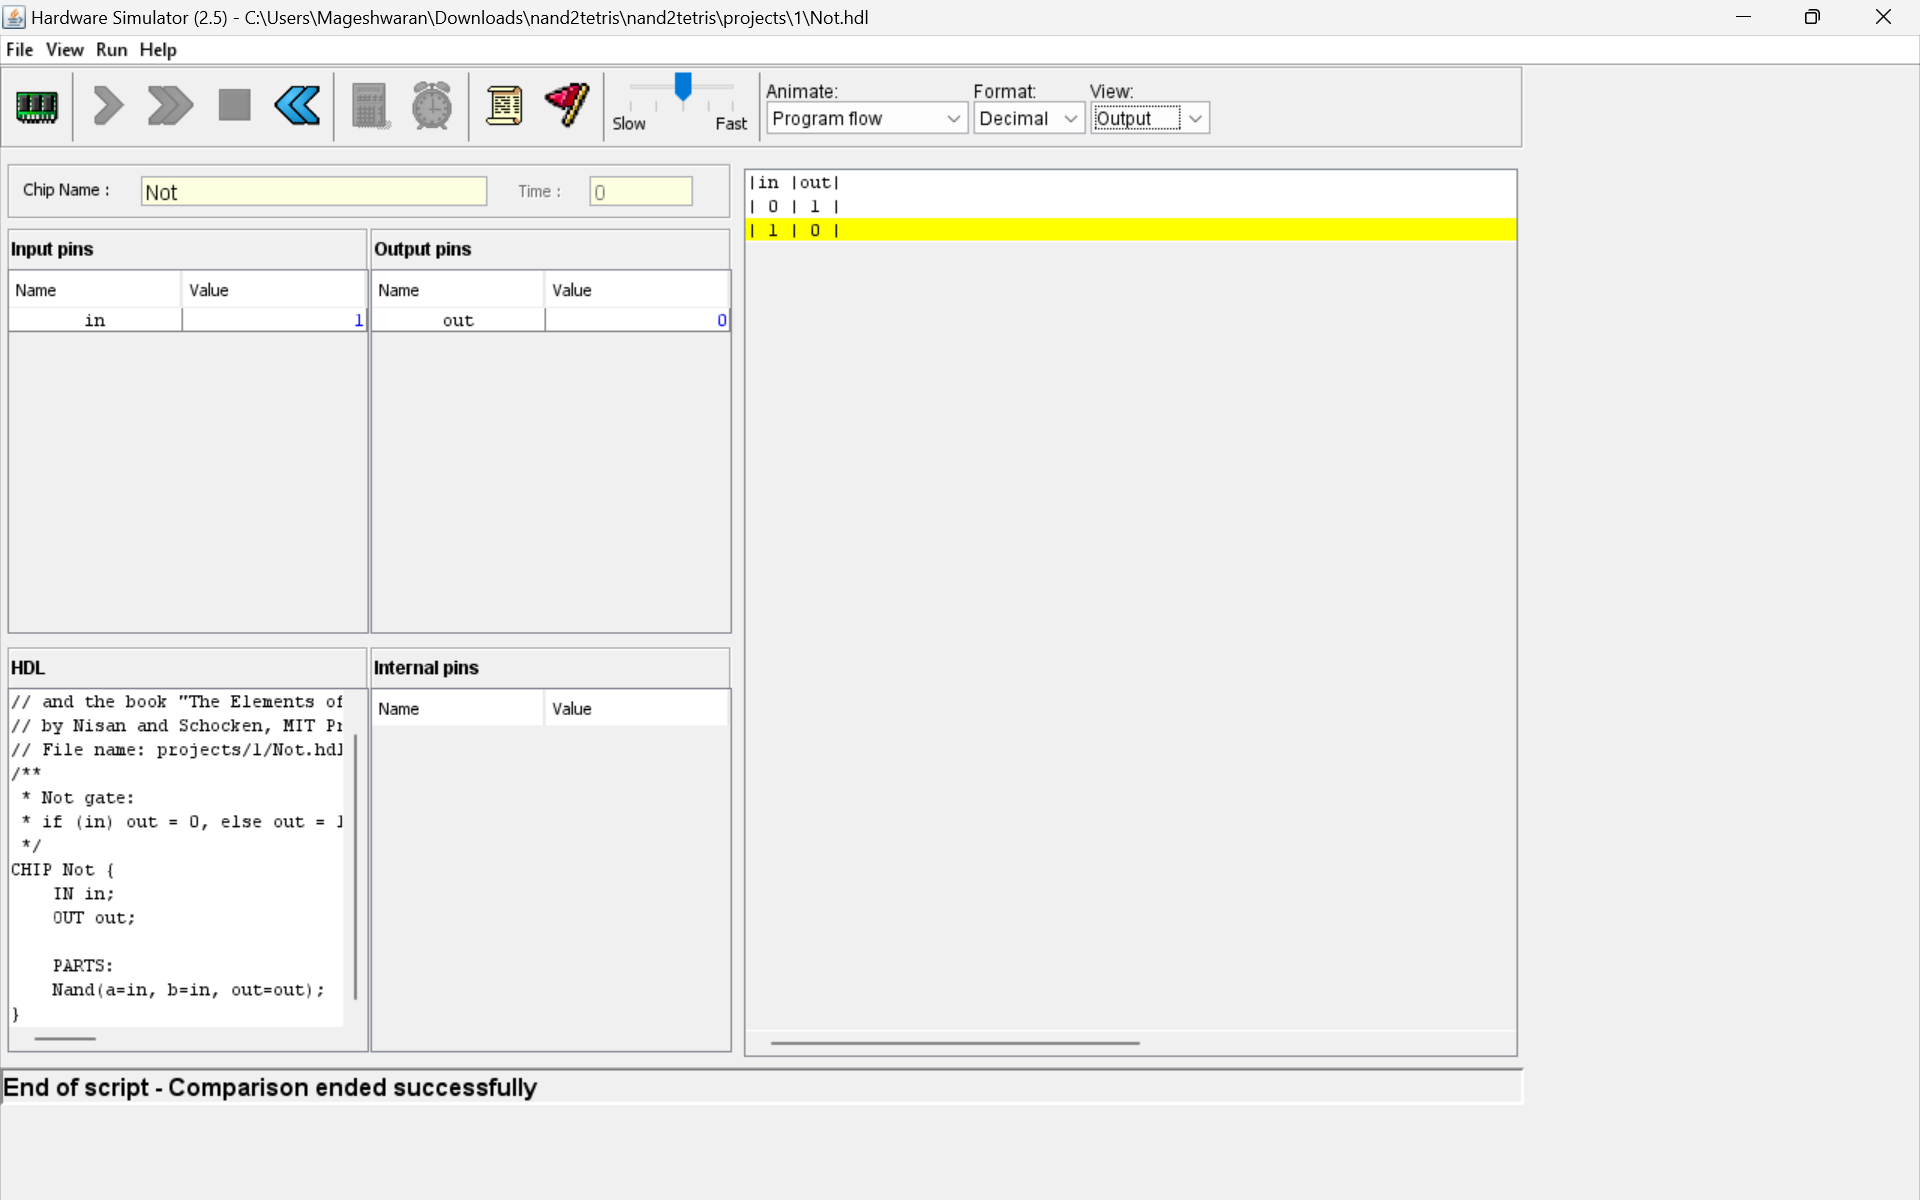 Hardware Simulator (2.5) - C:\Users\Mageshwaran\Downloads\nand2tetris\nand2tetris\projects\1\Not.hdl
File View Run Help
Slow Fast
Animate: Format: View:
Program flow Decimal Output
Chip Name : Not Time : 0
Input pins Output pins
Name Value Name Value
in 1 out 0
|in |out|
| 0 | 1 |
| 1 | 0 |
HDL Internal pins
Name Value
// and the book "The Elements of
// by Nisan and Schocken, MIT Pr
// File name: projects/1/Not.hdl
/**
 * Not gate:
 * if (in) out = 0, else out = 1
 */
CHIP Not {
    IN in;
    OUT out;
    PARTS:
    Nand(a=in, b=in, out=out);
}
End of script - Comparison ended successfully